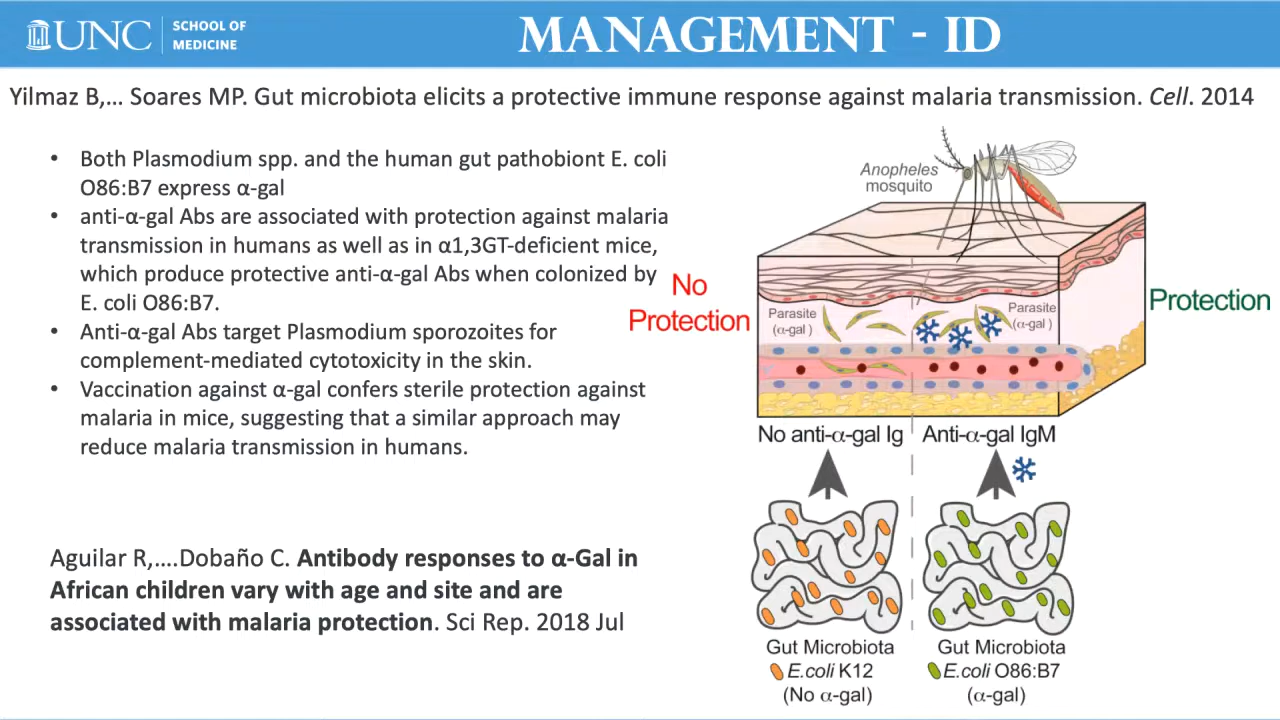 UNC
SCHOOL OF
MEDICINE
MANAGEMENT - ID
Yilmaz B,... Soares MP. Gut microbiota elicits a protective immune response against malaria transmission. Cell. 2014
• Both Plasmodium spp. and the human gut pathobiont E. coli
O86:B7 express α-gal
• anti-α-gal Abs are associated with protection against malaria
transmission in humans as well as in α1,3GT-deficient mice,
which produce protective anti-α-gal Abs when colonized by
E. coli O86:B7.
• Anti-α-gal Abs target Plasmodium sporozoites for
complement-mediated cytotoxicity in the skin.
• Vaccination against α-gal confers sterile protection against
malaria in mice, suggesting that a similar approach may
reduce malaria transmission in humans.
Aguilar R,....Dobaño C. Antibody responses to α-Gal in
African children vary with age and site and are
associated with malaria protection. Sci Rep. 2018 Jul
Anopheles
mosquito
No
Protection
Protection
Parasite
(α-gal )
Parasite
(α-gal )
No anti-α-gal Ig
Anti-α-gal IgM
Gut Microbiota
E.coli K12
(No α-gal)
Gut Microbiota
E.coli O86:B7
(α-gal)